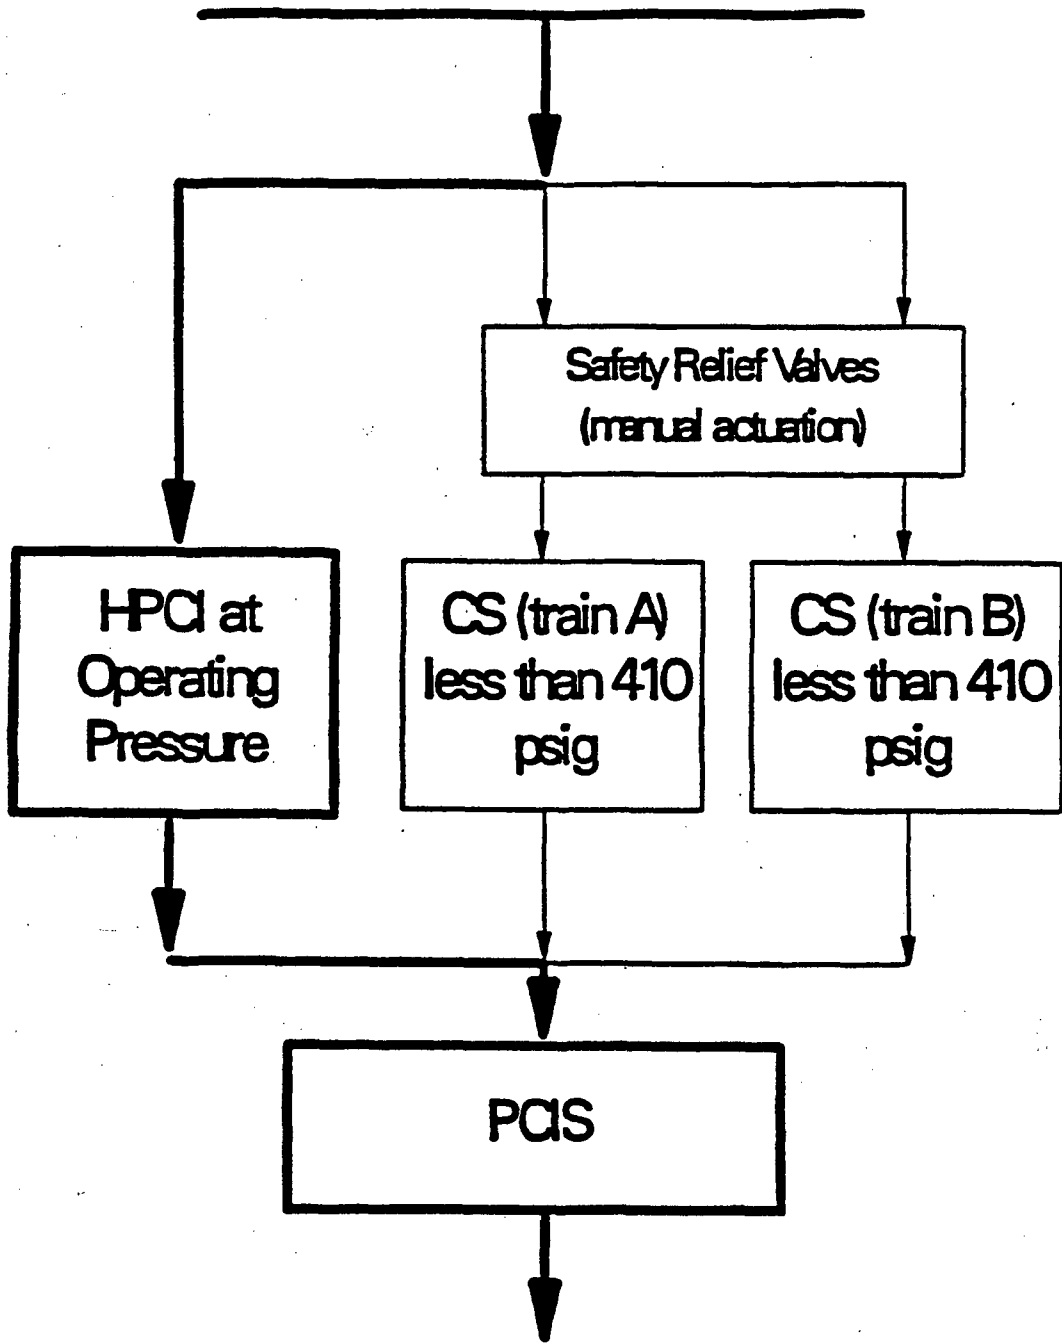 Safety Relief Valves
(manual actuation)
HPCI at
Operating
Pressure
CS (train A)
less than 410
psig
CS (train B)
less than 410
psig
PCIS